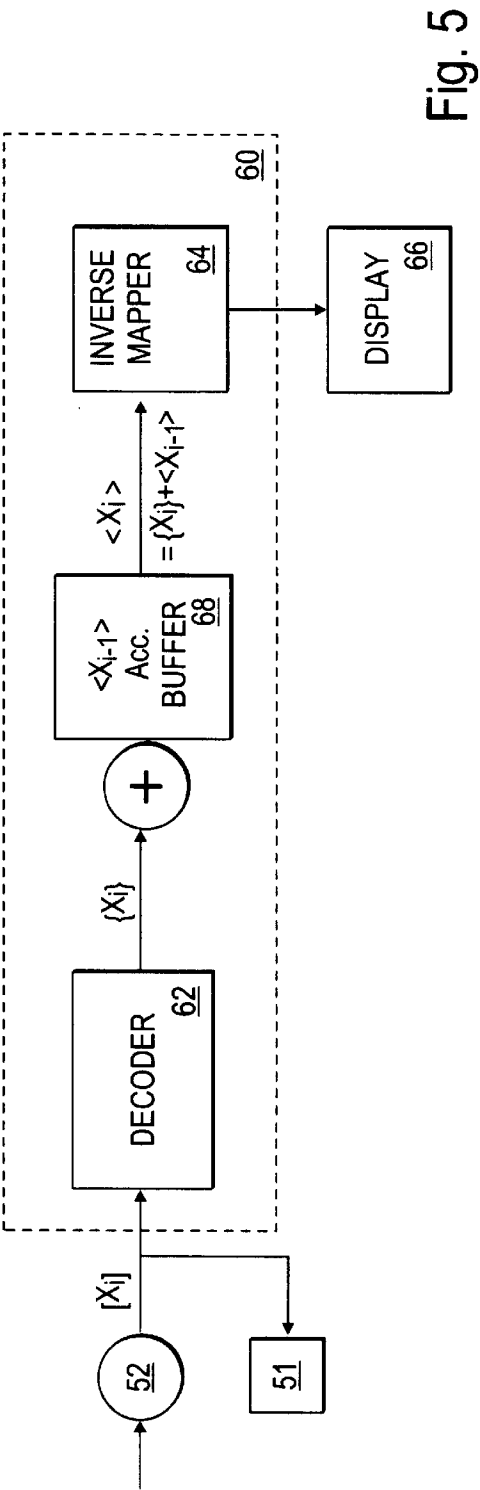 52
[Xi]
51
DECODER
62
{Xi}
+
<Xi-1>
Acc.
BUFFER
68
<Xi>
={Xi}+<Xi-1>
INVERSE
MAPPER
64
60
DISPLAY
66
Fig. 5